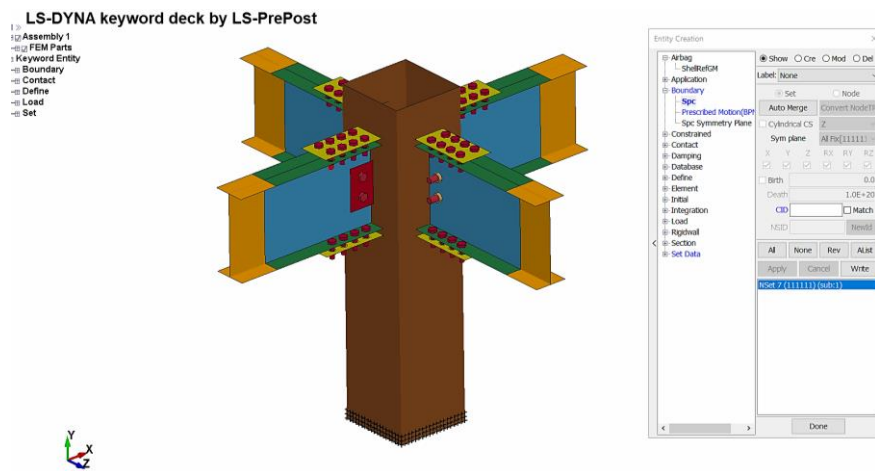 LS-DYNA keyword deck by LS-PrePost
Assembly 1
FEM Parts
Keyword Entity
Boundary
Contact
Define
Load
Set
Y
X
Z
Entity Creation
Airbag
ShellRefGM
Application
Boundary
Spc
Prescribed Motion(BPM
Spc Symmetry Plane
Constrained
Contact
Damping
Database
Define
Element
Initial
Integration
Load
Rigidwall
Section
Set Data
Show Cre Mod Del
Label: None
Set Node
Auto Merge Convert NodeTF
Cylindrical CS Z
Sym plane All Fix[11111
X Y Z RX RY RZ
Birth 0.0
Death 1.0E+20
CID Match
NSID NewId
All None Rev AList
Apply Cancel Write
NSet 7 (111111) (sub:1)
Done